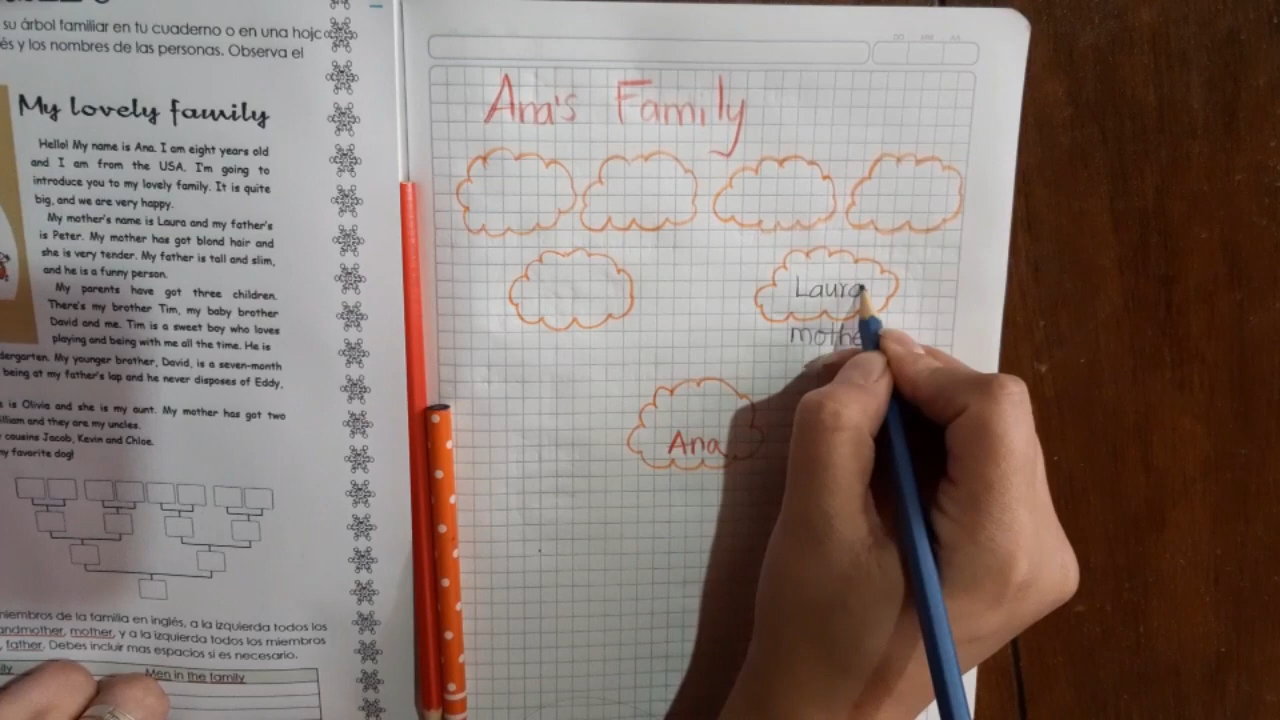 su árbol familiar en tu cuaderno o en una hoja
és y los nombres de las personas. Observa el
My lovely family
Hello! My name is Ana. I am eight years old
and I am from the USA. I'm going to
introduce you to my lovely family. It is quite
big, and we are very happy.
My mother's name is Laura and my father's
is Peter. My mother has got blond hair and
she is very tender. My father is tall and slim,
and he is a funny person.
My parents have got three children.
There's my brother Tim, my baby brother
David and me. Tim is a sweet boy who loves
playing and being with me all the time. He is
dergarten. My younger brother, David, is a seven-month
being at my father's lap and he never disposes of Eddy,
is Olivia and she is my aunt. My mother has got two
illiam and they are my uncles.
cousins Jacob, Kevin and Chloe.
my favorite dog!
miembros de la familia en inglés, a la izquierda todos los
andmother, mother, y a la izquierda todos los miembros
, father. Debes incluir mas espacios si es necesario.
Men in the family
Ana's Family
Laura
mothe
Ana